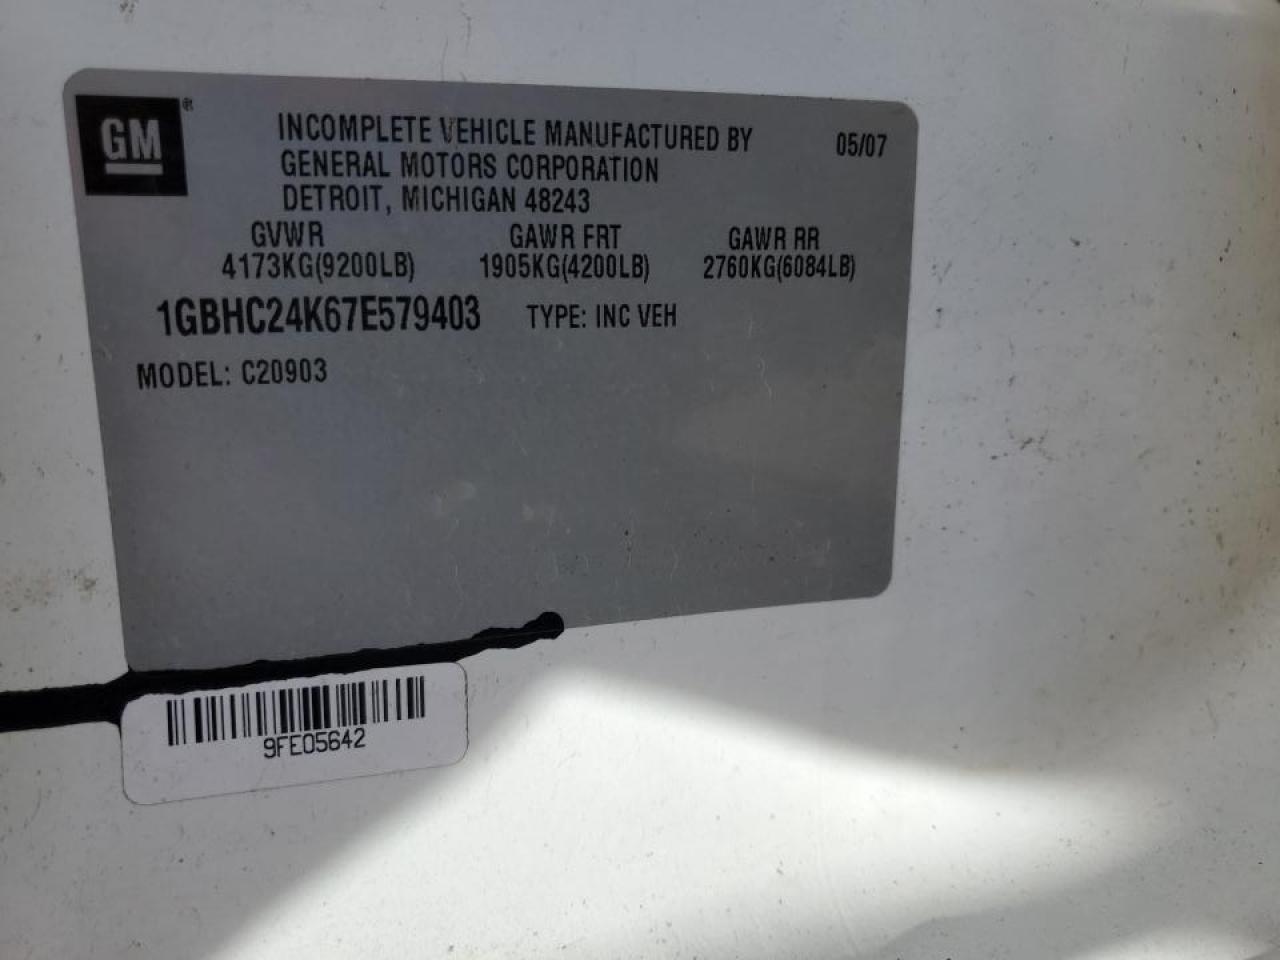 GM®
INCOMPLETE VEHICLE MANUFACTURED BY 05/07
GENERAL MOTORS CORPORATION
DETROIT, MICHIGAN 48243
GVWR GAWR FRT GAWR RR
4173KG(9200LB) 1905KG(4200LB) 2760KG(6084LB)
1GBHC24K67E579403 TYPE: INC VEH
MODEL: C20903
9FE05642